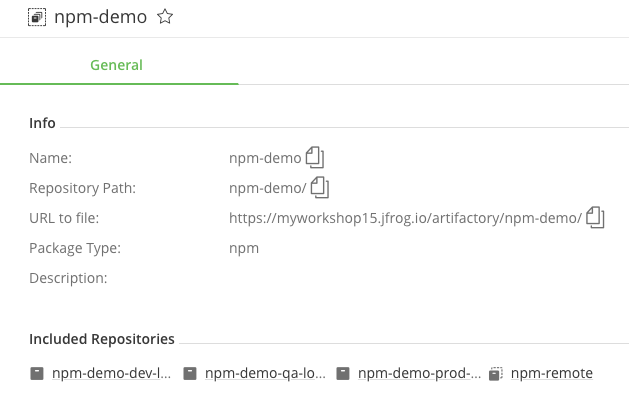 npm-demo
General
Info
Name: npm-demo
Repository Path: npm-demo/
URL to file: https://myworkshop15.jfrog.io/artifactory/npm-demo/
Package Type: npm
Description:
Included Repositories
npm-demo-dev-l... npm-demo-qa-lo... npm-demo-prod-... npm-remote